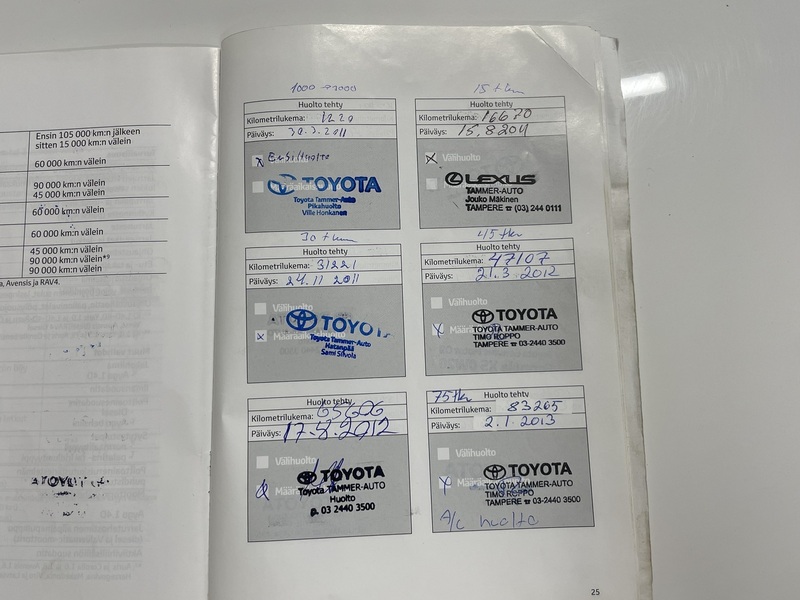 Ensin 105 000 km:n jälkeen
sitten 15 000 km:n välein
60 000 km:n välein
90 000 km:n välein
45 000 km:n välein
60 000 km:n välein
60 000 km:n välein
45 000 km:n välein
90 000 km:n välein*⁹
90 000 km:n välein
a, Avensis ja RAV4.
1000 → 3000
Huolto tehty
Kilometrilukema: 1220
Päiväys: 30.3.2011
x Ensihuolto
TOYOTA
Toyota Tammer-Auto
Pikahuolto
Ville Honkanen
15 tkm
Huolto tehty
Kilometrilukema: 16670
Päiväys: 15.8.2011
x Välihuolto
LEXUS
TAMMER-AUTO
Jouko Mäkinen
TAMPERE ☎ (03) 244 0111
30 tkm
Huolto tehty
Kilometrilukema: 31221
Päiväys: 24.11 2011
Välihuolto
TOYOTA
x Määräaikaishuolto
Toyota Tammer-Auto
Hatanpää
Sami Silvola
45 tkm
Huolto tehty
Kilometrilukema: 47107
Päiväys: 21.3.2012
Välihuolto
TOYOTA
x TOYOTA TAMMER-AUTO
TIMO ROPPO
TAMPERE ☎ 03-2440 3500
Huolto tehty
Kilometrilukema: 65626
Päiväys: 17.8.2012
Välihuolto
TOYOTA
Toyota TAMMER-AUTO
Huolto
p. 03 2440 3500
75 tkm
Huolto tehty
Kilometrilukema: 83265
Päiväys: 2.1.2013
Välihuolto
TOYOTA
TOYOTA TAMMER-AUTO
TIMO ROPPO
TAMPERE ☎ 03-2440 3500
A/c huolto
25